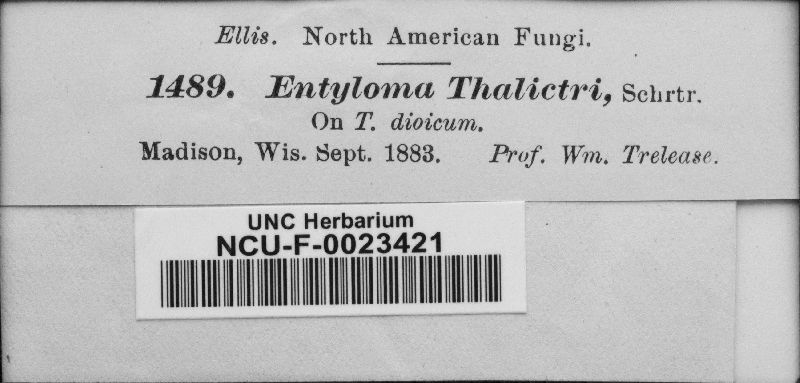 Ellis. North American Fungi.
1489. Entyloma Thalictri, Schrtr.
On T. dioicum.
Madison, Wis. Sept. 1883. Prof. Wm. Trelease.
UNC Herbarium
NCU-F-0023421